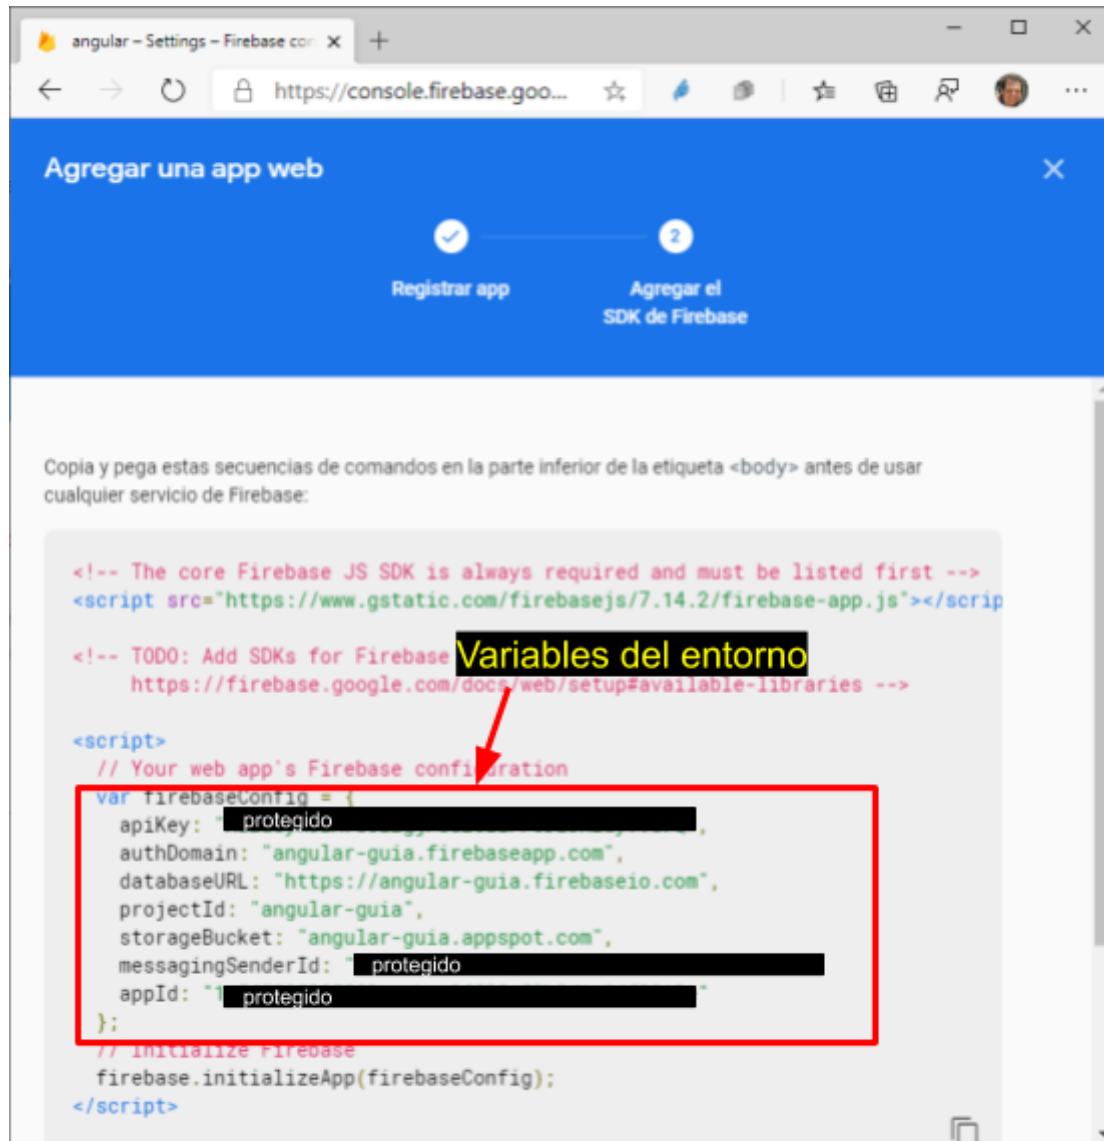 angular – Settings – Firebase con
https://console.firebase.goo...
Agregar una app web
2
Registrar app
Agregar el
SDK de Firebase
Copia y pega estas secuencias de comandos en la parte inferior de la etiqueta <body> antes de usar
cualquier servicio de Firebase:
<!-- The core Firebase JS SDK is always required and must be listed first -->
<script src="https://www.gstatic.com/firebasejs/7.14.2/firebase-app.js"></scrip
<!-- TODO: Add SDKs for Firebase
Variables del entorno
https://firebase.google.com/docs/web/setup#available-libraries -->
<script>
// Your web app's Firebase configuration
var firebaseConfig = {
apiKey: " protegido ,
authDomain: "angular-guia.firebaseapp.com",
databaseURL: "https://angular-guia.firebaseio.com",
projectId: "angular-guia",
storageBucket: "angular-guia.appspot.com",
messagingSenderId: " protegido
appId: "1 protegido "
};
// Initialize Firebase
firebase.initializeApp(firebaseConfig);
</script>